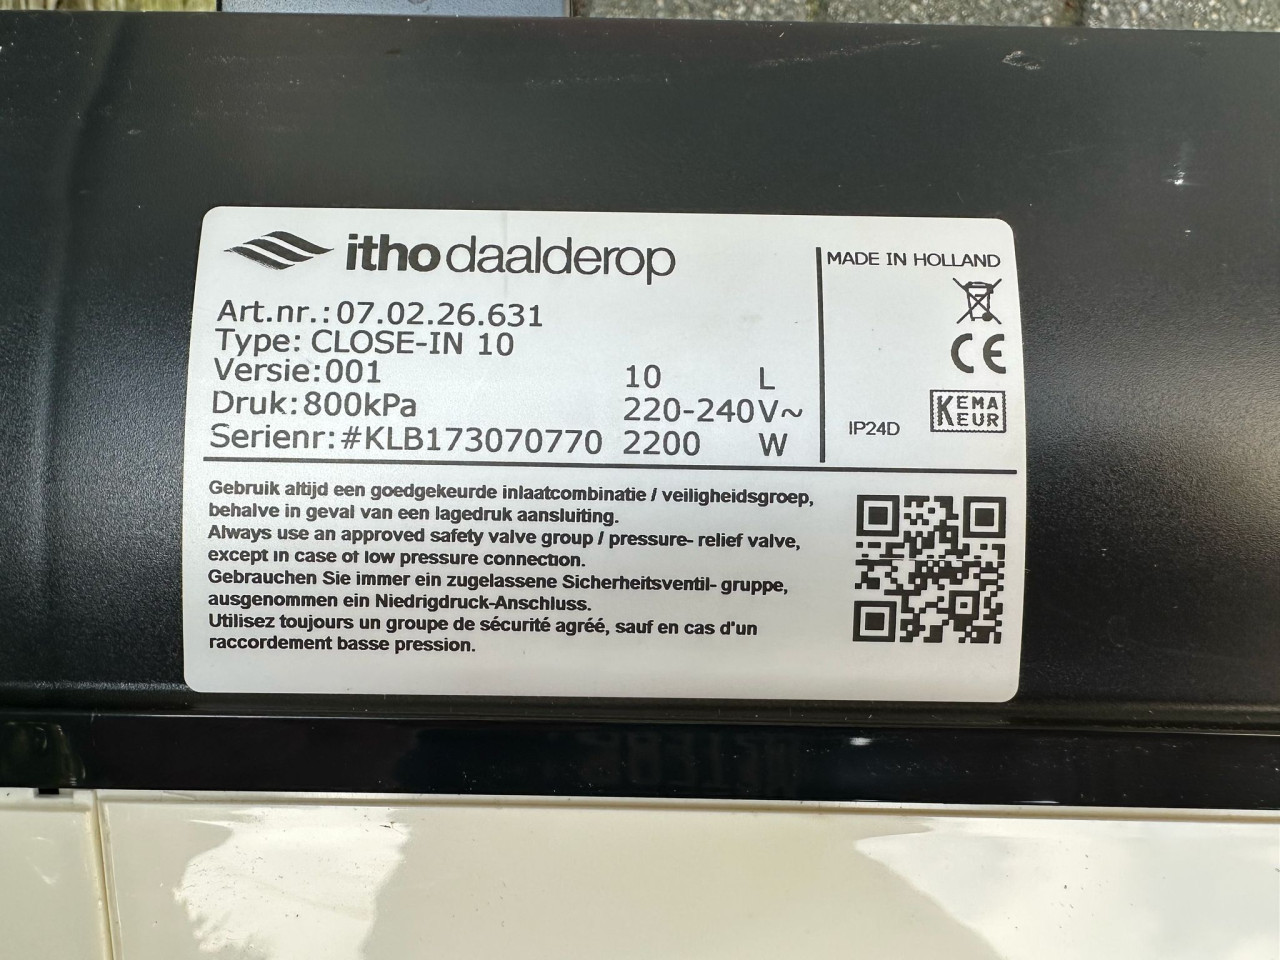 ithodaalderop
Art.nr.:07.02.26.631
Type: CLOSE-IN 10
Versie:001 10 L
Druk:800kPa 220-240V~
Serienr:#KLB173070770 2200 W
MADE IN HOLLAND
CE
IP24D KEMA
KEUR
Gebruik altijd een goedgekeurde inlaatcombinatie / veiligheidsgroep,
behalve in geval van een lagedruk aansluiting.
Always use an approved safety valve group / pressure- relief valve,
except in case of low pressure connection.
Gebrauchen Sie immer ein zugelassene Sicherheitsventil- gruppe,
ausgenommen ein Niedrigdruck-Anschluss.
Utilisez toujours un groupe de sécurité agréé, sauf en cas d'un
raccordement basse pression.